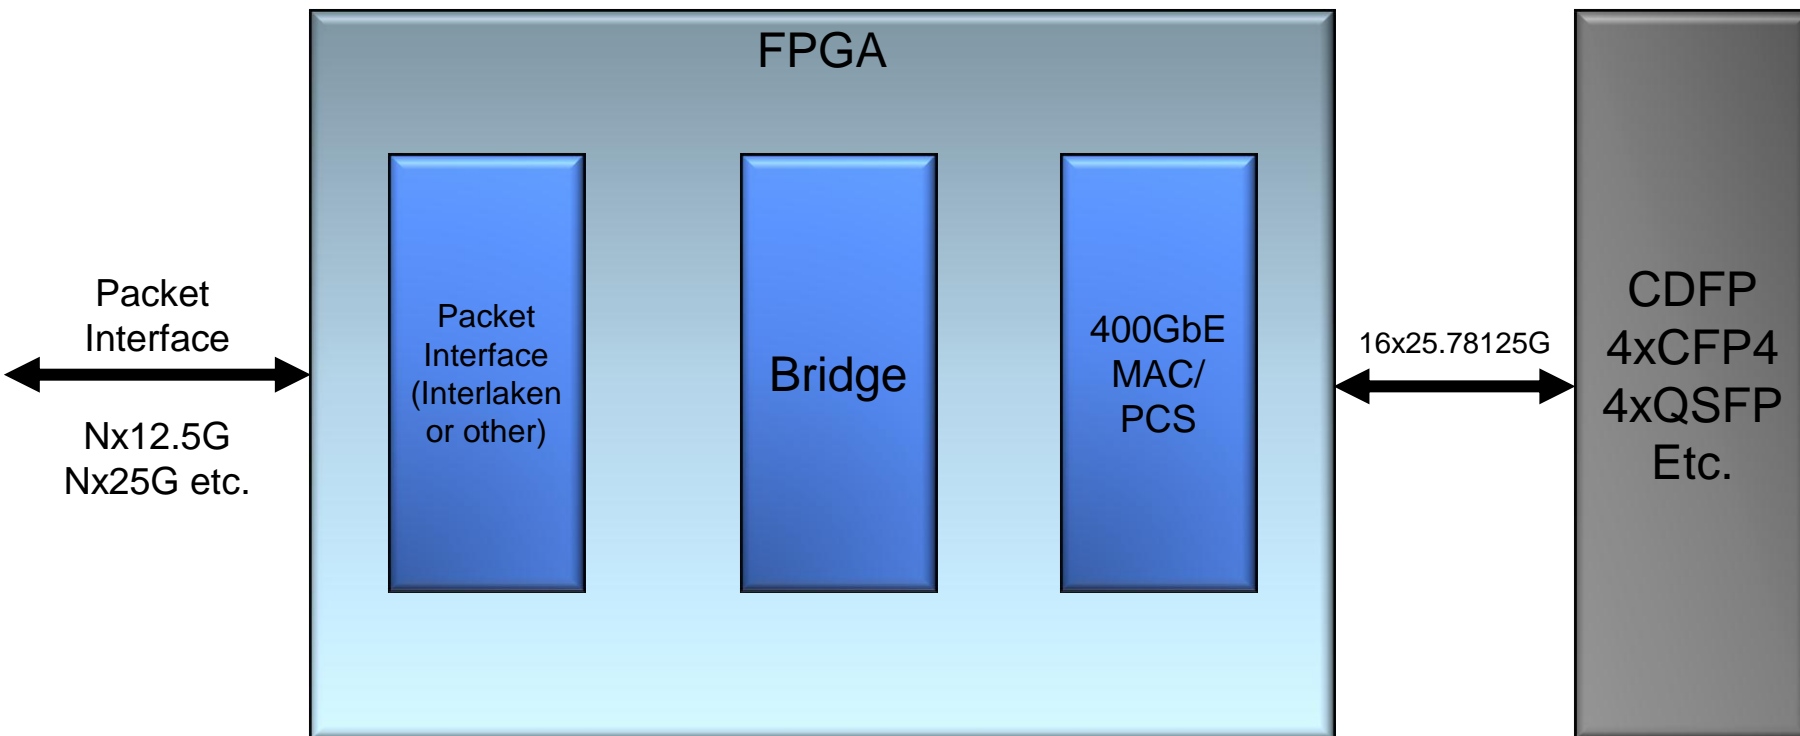 FPGA
Packet
Interface
Nx12.5G
Nx25G etc.
Packet
Interface
(Interlaken
or other)
Bridge
400GbE
MAC/
PCS
16x25.78125G
CDFP
4xCFP4
4xQSFP
Etc.